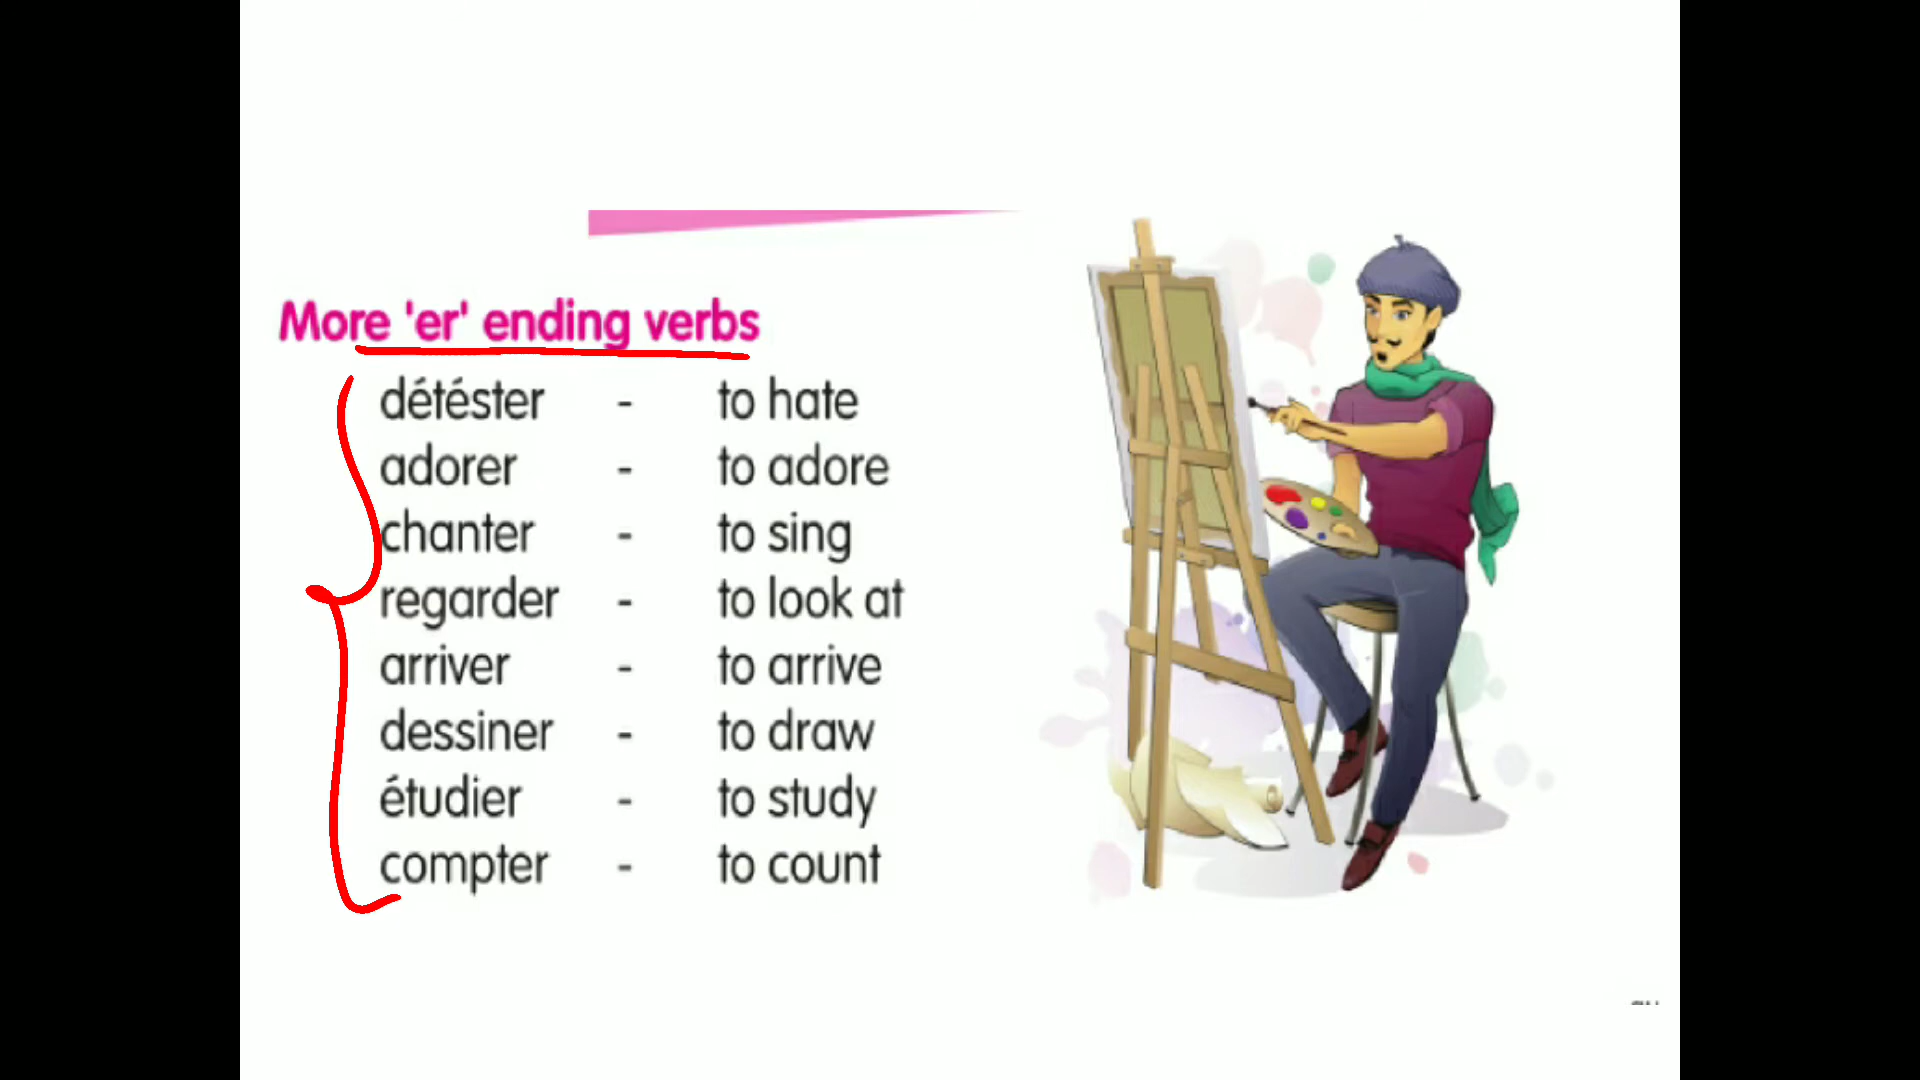 More 'er' ending verbs
détéster - to hate
adorer - to adore
chanter - to sing
regarder - to look at
arriver - to arrive
dessiner - to draw
étudier - to study
compter - to count